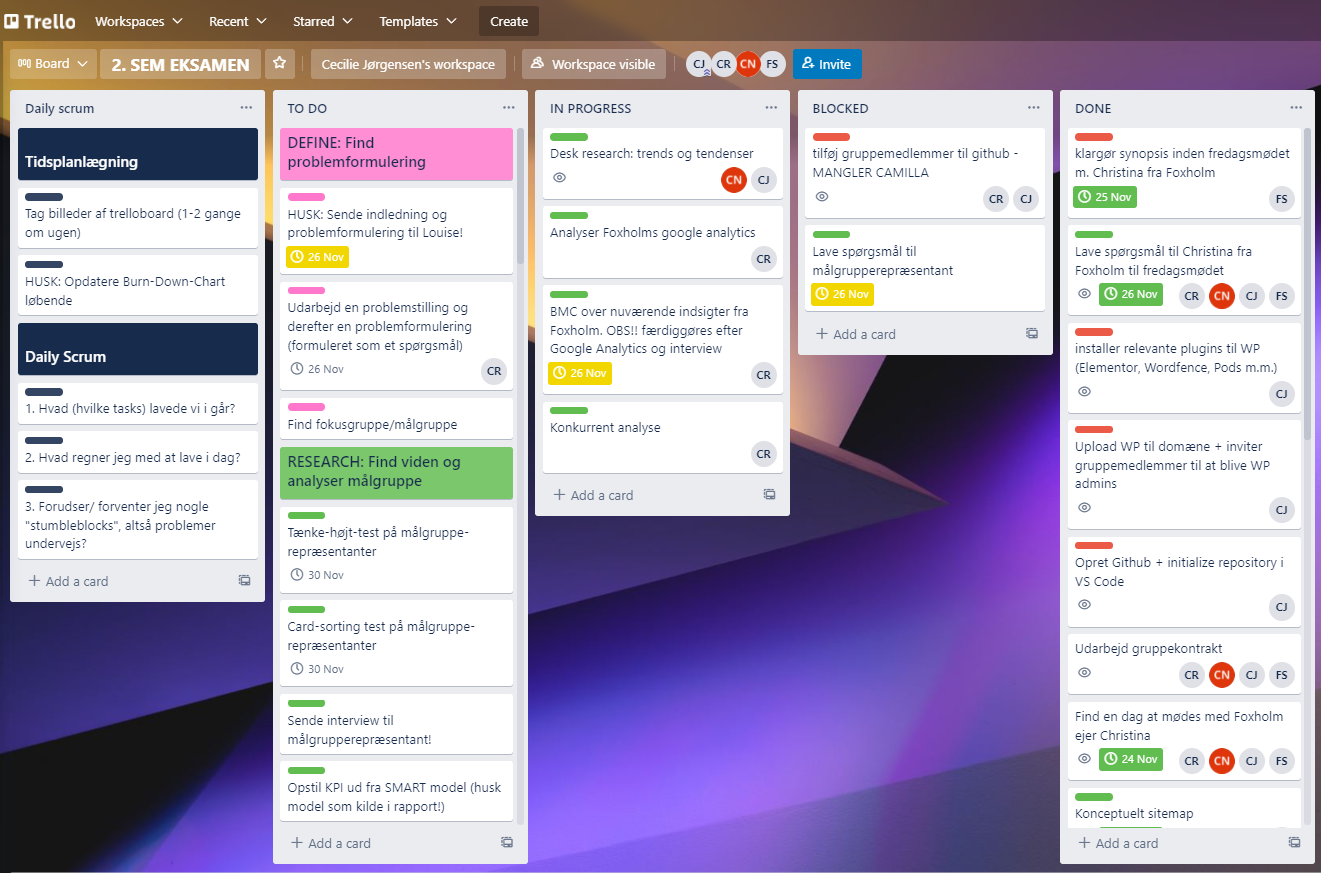 Trello
Workspaces
Recent
Starred
Templates
Create
Board
2. SEM EKSAMEN
Cecilie Jørgensen's workspace
Workspace visible
CJ
CR
CN
FS
Invite
Daily scrum
Tidsplanlægning
Tag billeder af trelloboard (1-2 gange
om ugen)
HUSK: Opdatere Burn-Down-Chart
løbende
Daily Scrum
1. Hvad (hvilke tasks) lavede vi i går?
2. Hvad regner jeg med at lave i dag?
3. Forudser/ forventer jeg nogle
"stumbleblocks", altså problemer
undervejs?
+ Add a card
TO DO
DEFINE: Find
problemformulering
HUSK: Sende indledning og
problemformulering til Louise!
26 Nov
Udarbejd en problemstilling og
derefter en problemformulering
(formuleret som et spørgsmål)
26 Nov
CR
Find fokusgruppe/målgruppe
RESEARCH: Find viden og
analyser målgruppe
Tænke-højt-test på målgruppe-
repræsentanter
30 Nov
Card-sorting test på målgruppe-
repræsentanter
30 Nov
Sende interview til
målgrupperepræsentant!
Opstil KPI ud fra SMART model (husk
model som kilde i rapport!)
+ Add a card
IN PROGRESS
Desk research: trends og tendenser
CN
CJ
Analyser Foxholms google analytics
CR
BMC over nuværende indsigter fra
Foxholm. OBS!! færdiggøres efter
Google Analytics og interview
26 Nov
CR
Konkurrent analyse
CR
+ Add a card
BLOCKED
tilføj gruppemedlemmer til github -
MANGLER CAMILLA
CR
CJ
Lave spørgsmål til
målgrupperepræsentant
26 Nov
+ Add a card
DONE
klargør synopsis inden fredagsmødet
m. Christina fra Foxholm
25 Nov
FS
Lave spørgsmål til Christina fra
Foxholm til fredagsmødet
26 Nov
CR
CN
CJ
FS
installer relevante plugins til WP
(Elementor, Wordfence, Pods m.m.)
CJ
Upload WP til domæne + inviter
gruppemedlemmer til at blive WP
admins
CJ
Opret Github + initialize repository i
VS Code
CJ
Udarbejd gruppekontrakt
CR
CN
CJ
FS
Find en dag at mødes med Foxholm
ejer Christina
24 Nov
CR
CN
CJ
FS
Konceptuelt sitemap
+ Add a card